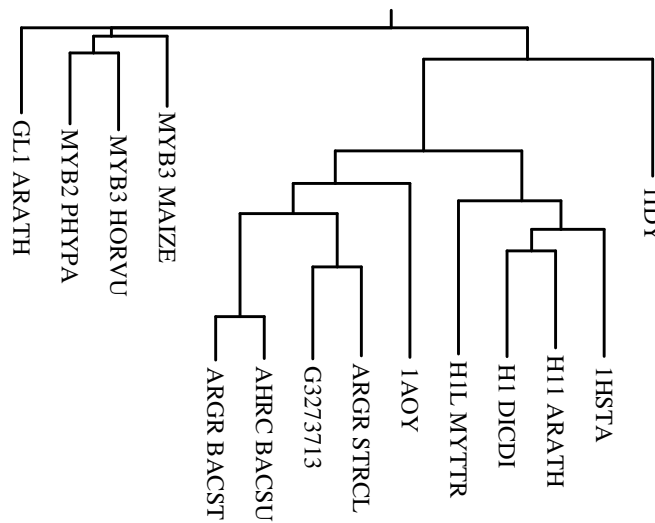 GL1 ARATH
MYB2 PHYPA
MYB3 HORVU
MYB3 MAIZE
ARGR BACST
AHRC BACSU
G3273713
ARGR STRCL
1AOY
H1L MYTTR
H1 DICDI
H11 ARATH
1HSTA